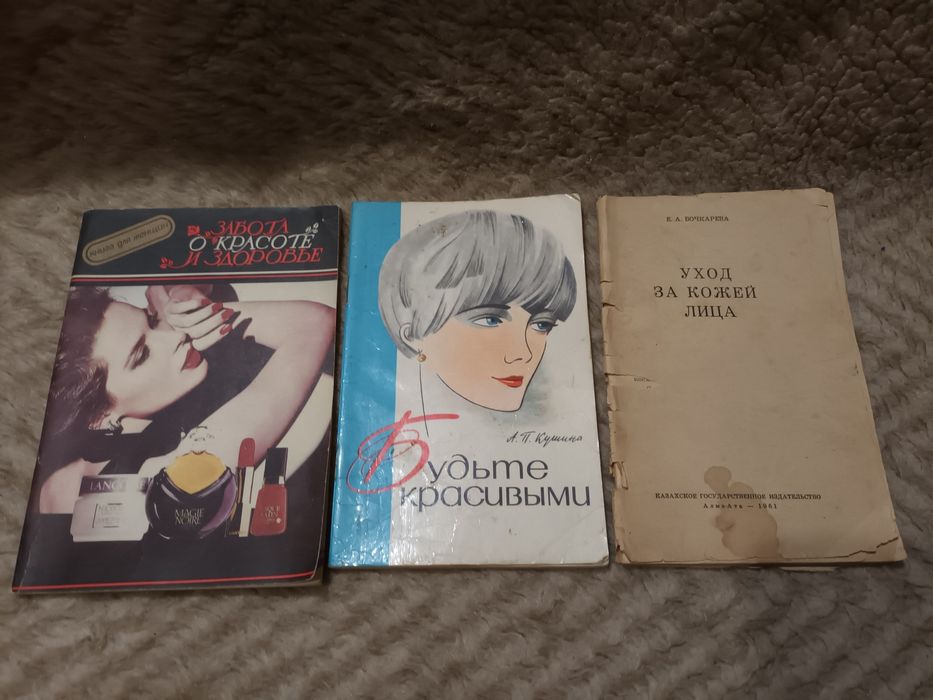 книга для женщин
ЗАБОТА
О КРАСОТЕ
И ЗДОРОВЬЕ
LANCÔME
MAGIE
NOIRE
А. П. Кушина
Будьте
красивыми
Е. А. БОЧКАРЕВА
УХОД
ЗА КОЖЕЙ
ЛИЦА
КАЗАХСКОЕ ГОСУДАРСТВЕННОЕ ИЗДАТЕЛЬСТВО
Алма-Ата — 1961